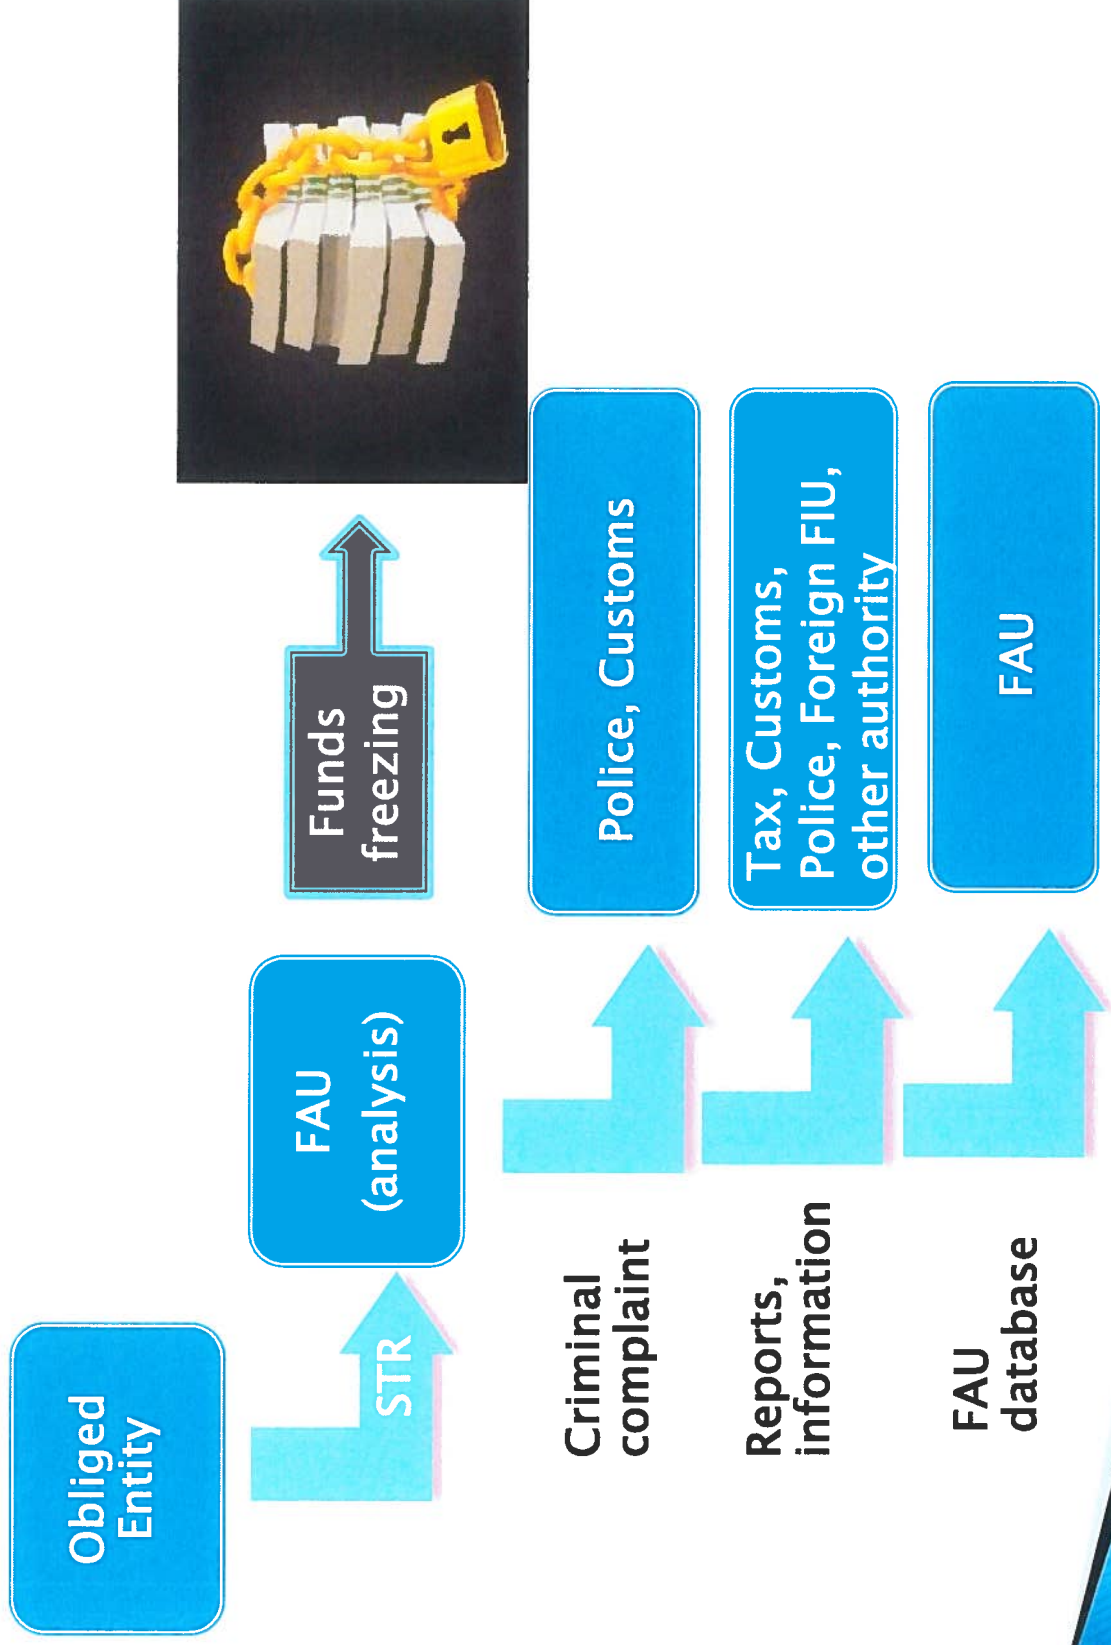 Obliged
Entity
STR
FAU
(analysis)
Funds
freezing
Criminal
complaint
Police, Customs
Reports,
information
Tax, Customs,
Police, Foreign FIU,
other authority
FAU
database
FAU